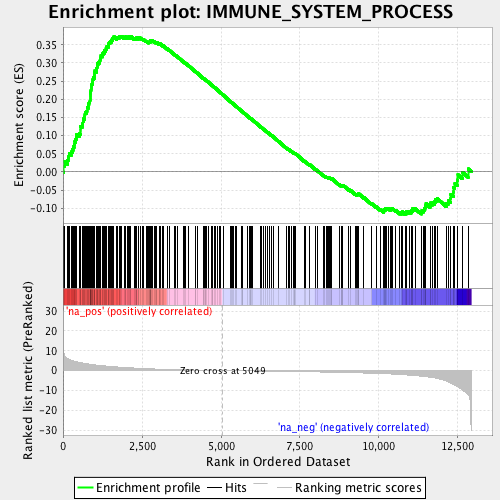 Enrichment plot: IMMUNE_SYSTEM_PROCESS
Enrichment score (ES)
0.35
0.30
0.25
0.20
0.15
0.10
0.05
0.00
-0.05
-0.10
Ranked list metric (PreRanked)
30
20
10
0
-10
-20
-30
'na_pos' (positively correlated)
Zero cross at 5049
'na_neg' (negatively correlated)
0
2,500
5,000
7,500
10,000
12,500
Rank in Ordered Dataset
Enrichment profile
Hits
Ranking metric scores